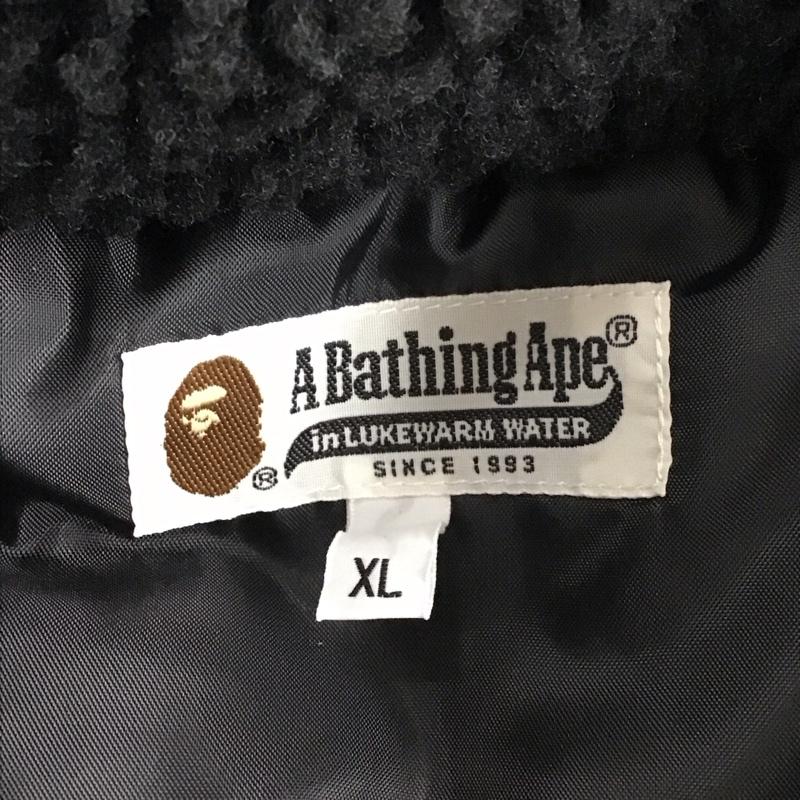 A Bathing Ape®
in LUKEWARM WATER
SINCE 1993
®
XL